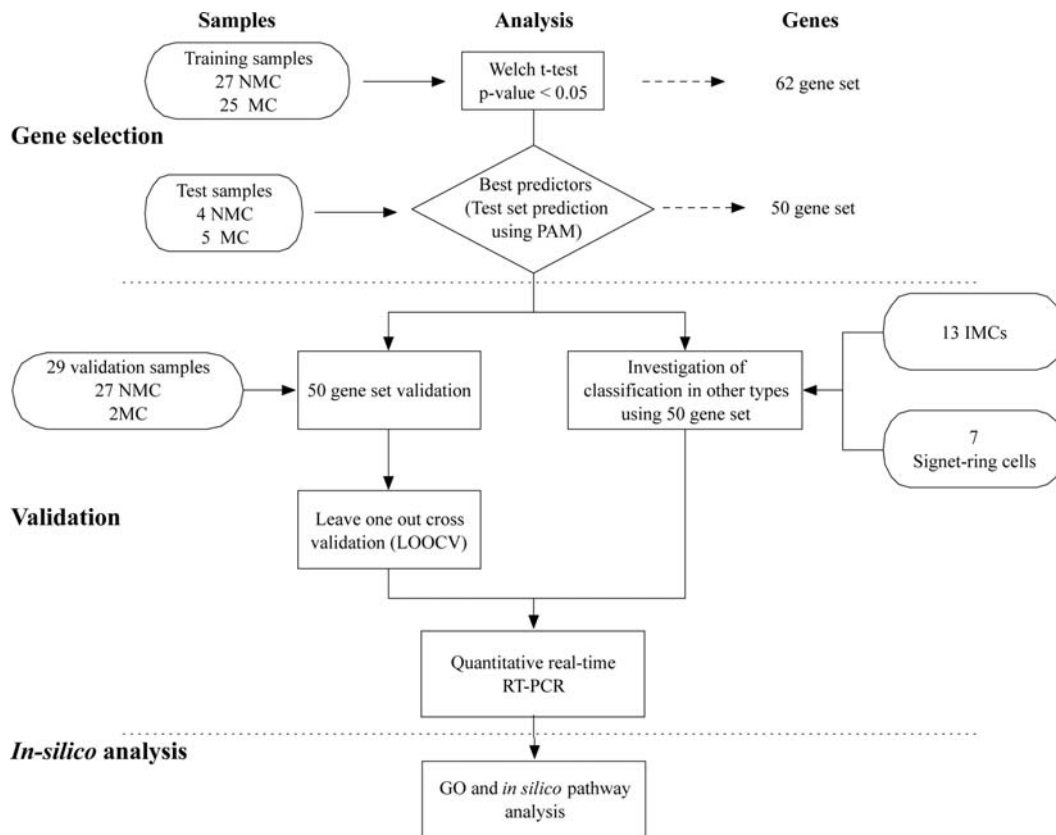 Samples
Analysis
Genes
Training samples
27 NMC
25 MC
Welch t-test
p-value < 0.05
62 gene set
Gene selection
Test samples
4 NMC
5 MC
Best predictors
(Test set prediction
using PAM)
50 gene set
29 validation samples
27 NMC
2MC
50 gene set validation
Investigation of
classification in other types
using 50 gene set
13 IMCs
7
Signet-ring cells
Validation
Leave one out cross
validation (LOOCV)
Quantitative real-time
RT-PCR
In-silico analysis
GO and in silico pathway
analysis